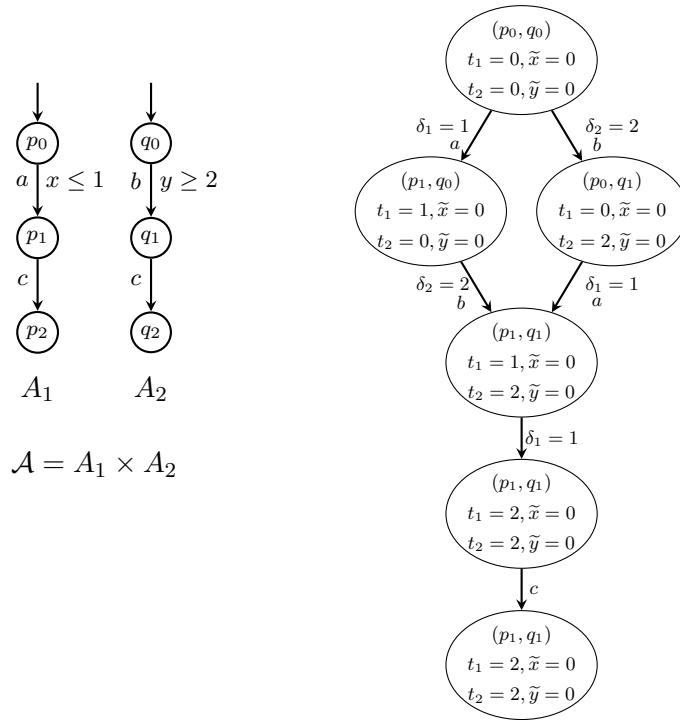 p₀
a x ≤ 1
p₁
c
p₂
A₁
q₀
b y ≥ 2
q₁
c
q₂
A₂
𝒜 = A₁ × A₂
(p₀, q₀)
t₁ = 0, x̃ = 0
t₂ = 0, ỹ = 0
δ₁ = 1
a
δ₂ = 2
b
(p₁, q₀)
t₁ = 1, x̃ = 0
t₂ = 0, ỹ = 0
(p₀, q₁)
t₁ = 0, x̃ = 0
t₂ = 2, ỹ = 0
δ₂ = 2
b
δ₁ = 1
a
(p₁, q₁)
t₁ = 1, x̃ = 0
t₂ = 2, ỹ = 0
δ₁ = 1
(p₁, q₁)
t₁ = 2, x̃ = 0
t₂ = 2, ỹ = 0
c
(p₁, q₁)
t₁ = 2, x̃ = 0
t₂ = 2, ỹ = 0